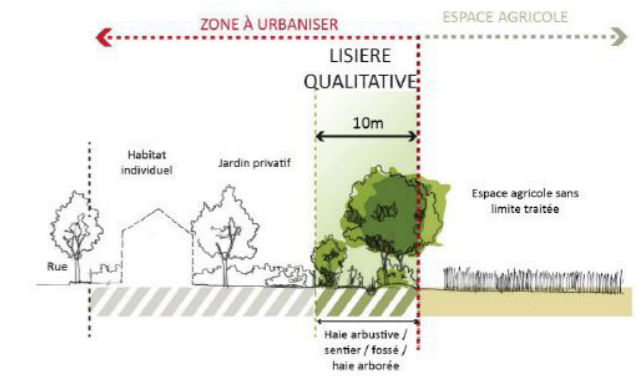 ZONE À URBANISER
ESPACE AGRICOLE
LISIERE
QUALITATIVE
10m
Habitat
individuel
Jardin privatif
Espace agricole sans
limite traitée
Rue
Haie arbustive /
sentier / fossé /
haie arborée